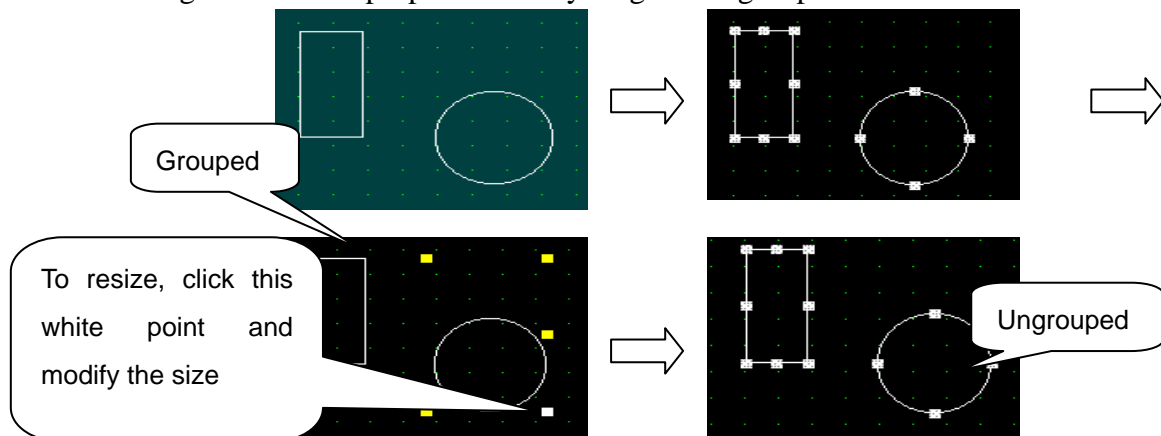 Grouped
To resize, click this
white point and
modify the size
Ungrouped